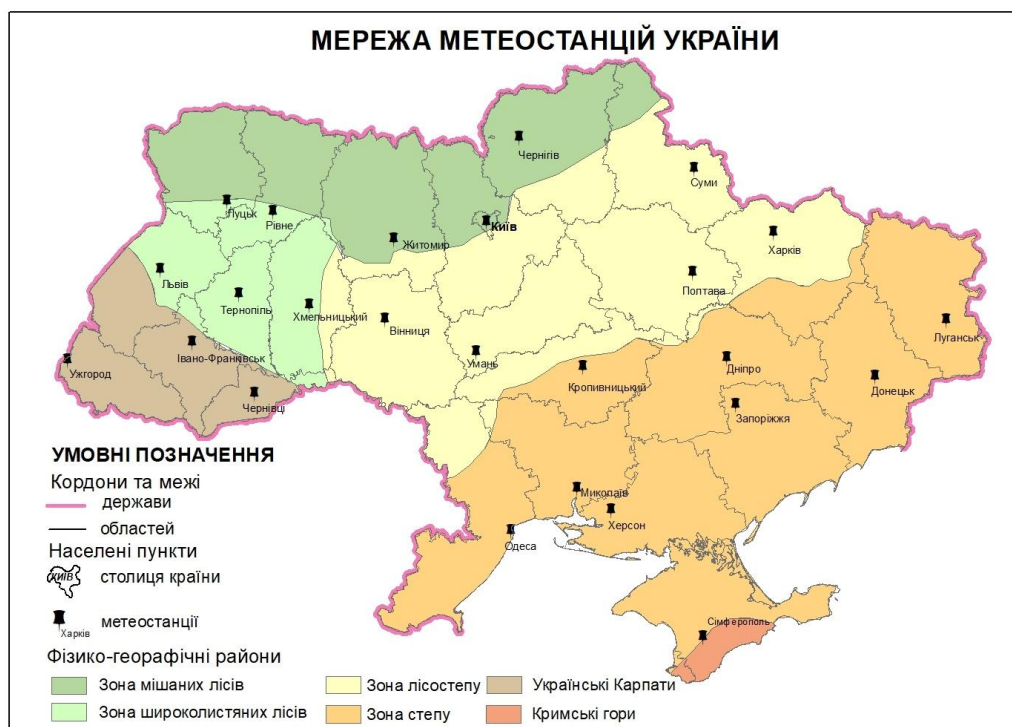 МЕРЕЖА МЕТЕОСТАНЦІЙ УКРАЇНИ
Чернігів
Суми
Луцьк
Рівне
Київ
Житомир
Харків
Львів
Полтава
Тернопіль
Хмельницький
Вінниця
Луганськ
Івано-Франківськ
Умань
Ужгород
Дніпро
Кропивницький
Донецьк
Чернівці
Запоріжжя
Миколаїв
Херсон
Одеса
Сімферополь
УМОВНІ ПОЗНАЧЕННЯ
Кордони та межі
держави
областей
Населені пункти
КИЇВ столиця країни
Харків метеостанції
Фізико-георафічні райони
Зона мішаних лісів
Зона лісостепу
Українські Карпати
Зона широколистяних лісів
Зона степу
Кримські гори